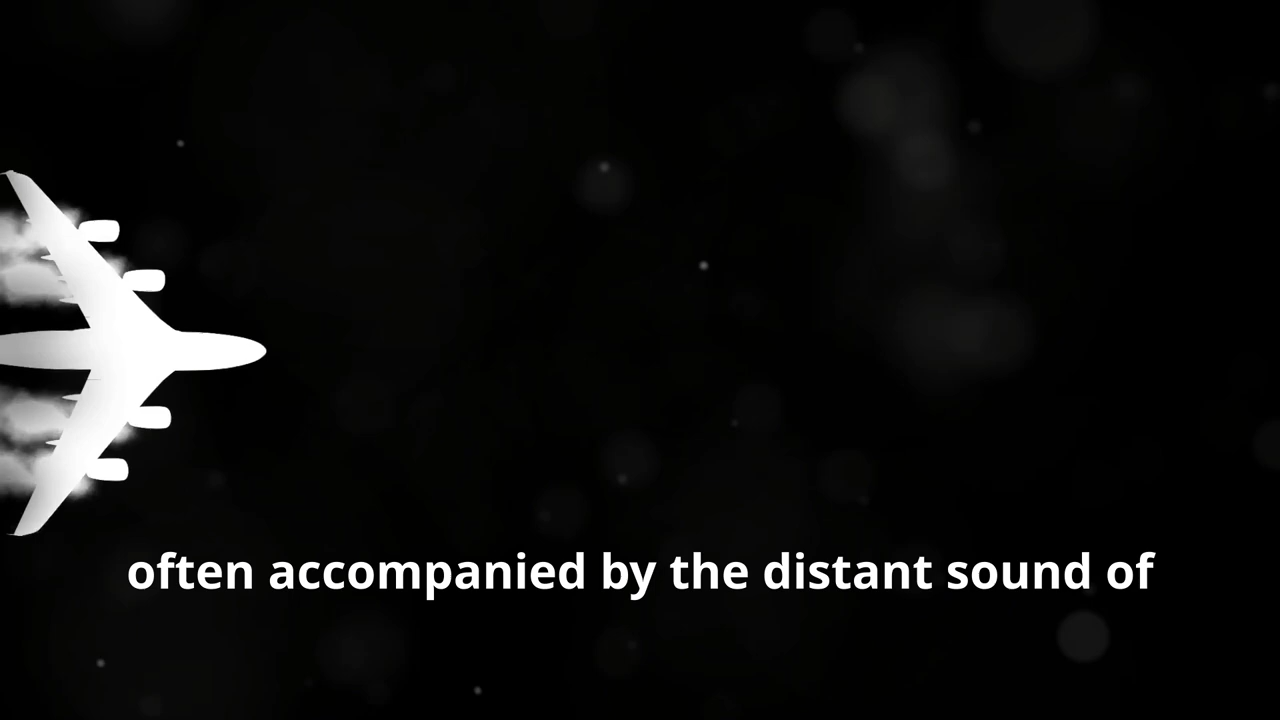 often accompanied by the distant sound of